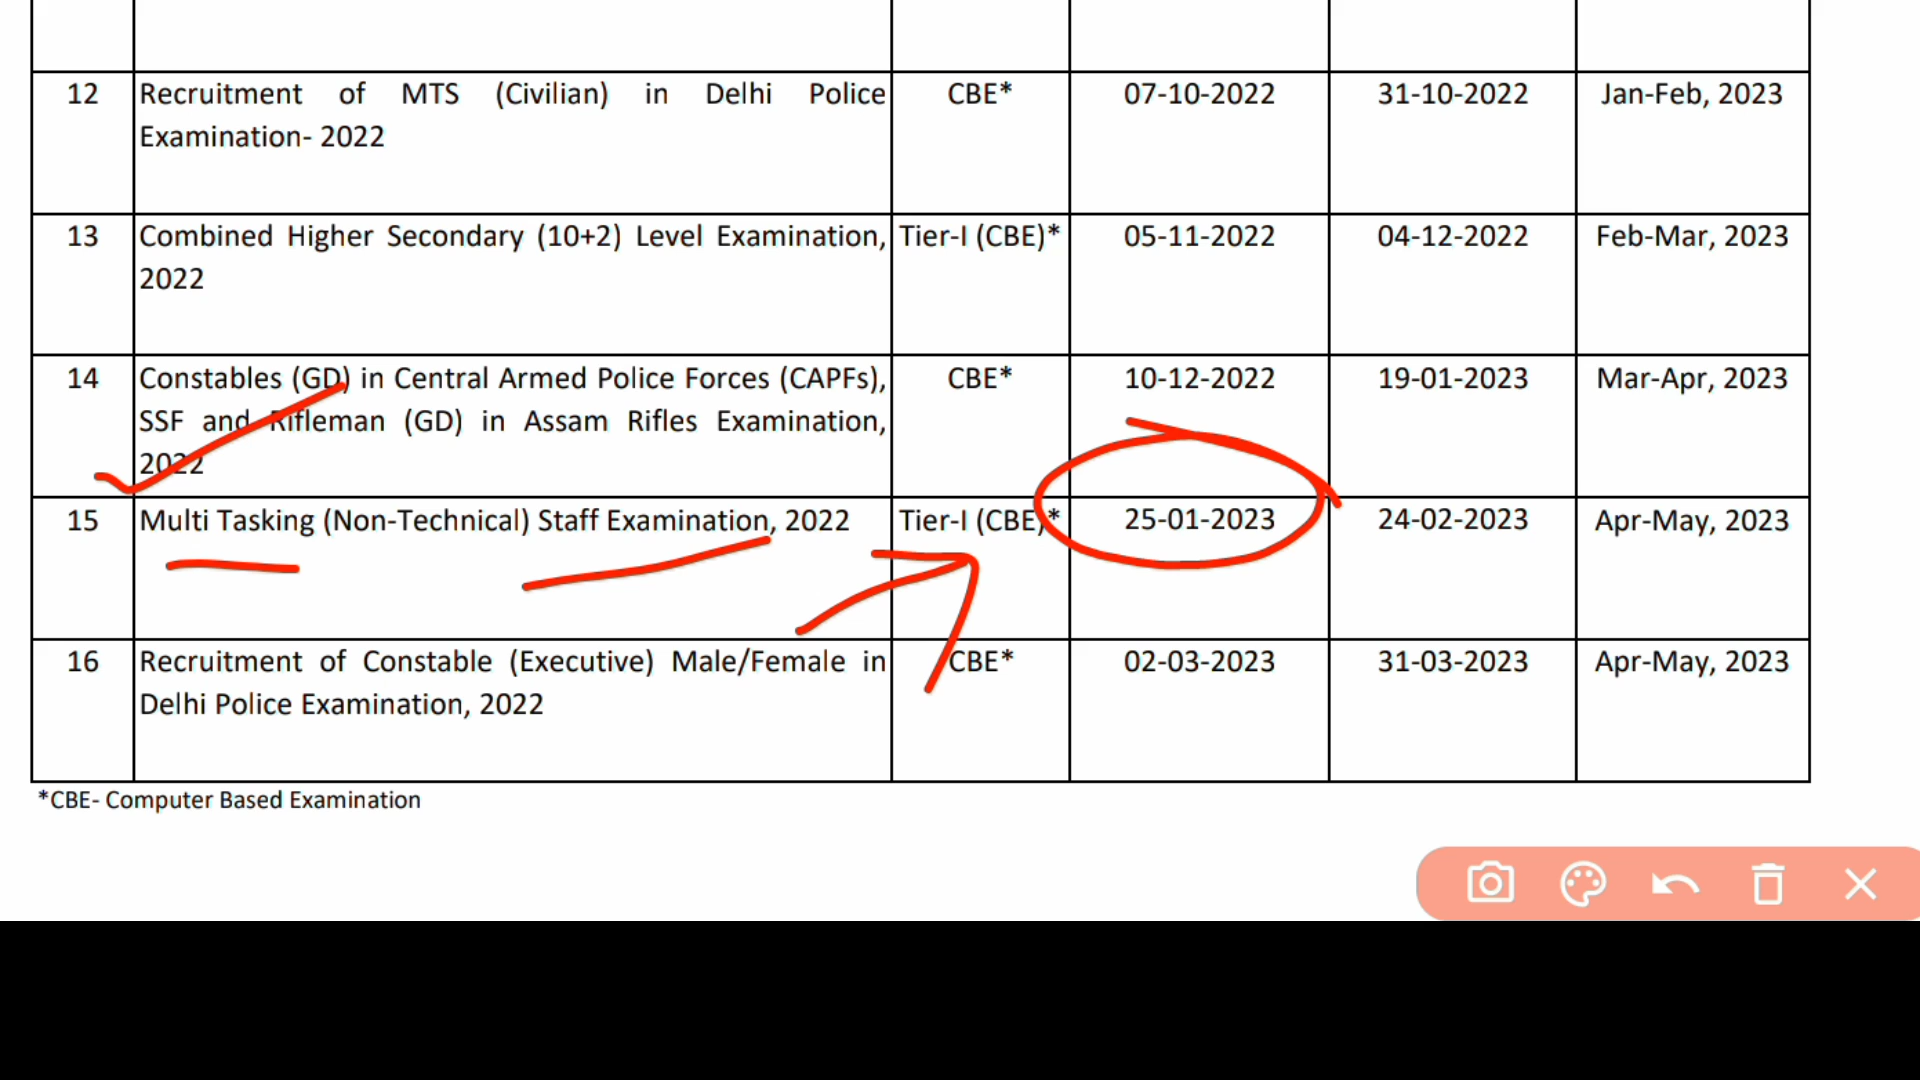 12 Recruitment of MTS (Civilian) in Delhi Police CBE* 07-10-2022 31-10-2022 Jan-Feb, 2023
Examination- 2022
13 Combined Higher Secondary (10+2) Level Examination, Tier-I (CBE)* 05-11-2022 04-12-2022 Feb-Mar, 2023
2022
14 Constables (GD) in Central Armed Police Forces (CAPFs), CBE* 10-12-2022 19-01-2023 Mar-Apr, 2023
SSF and Rifleman (GD) in Assam Rifles Examination,
2022
15 Multi Tasking (Non-Technical) Staff Examination, 2022 Tier-I (CBE)* 25-01-2023 24-02-2023 Apr-May, 2023
16 Recruitment of Constable (Executive) Male/Female in CBE* 02-03-2023 31-03-2023 Apr-May, 2023
Delhi Police Examination, 2022
*CBE- Computer Based Examination